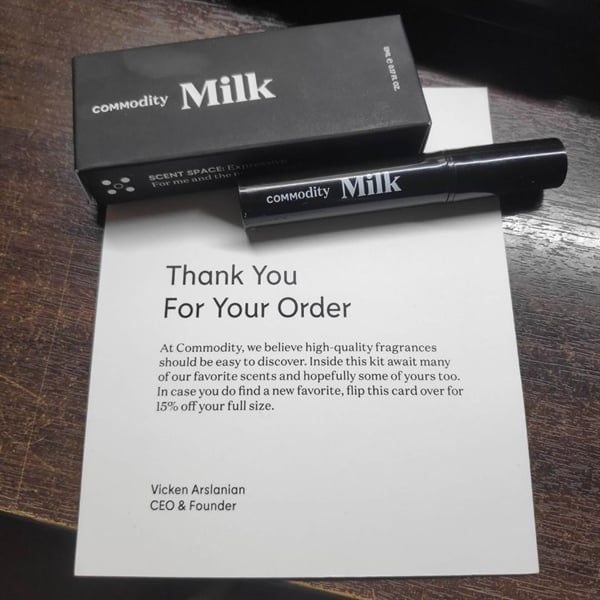 COMModity Milk
SCENT SPACE: Expressive
For me and the
COMMODITY Milk
Thank You
For Your Order
At Commodity, we believe high-quality fragrances
should be easy to discover. Inside this kit await many
of our favorite scents and hopefully some of yours too.
In case you do find a new favorite, flip this card over for
15% off your full size.
Vicken Arslanian
CEO & Founder